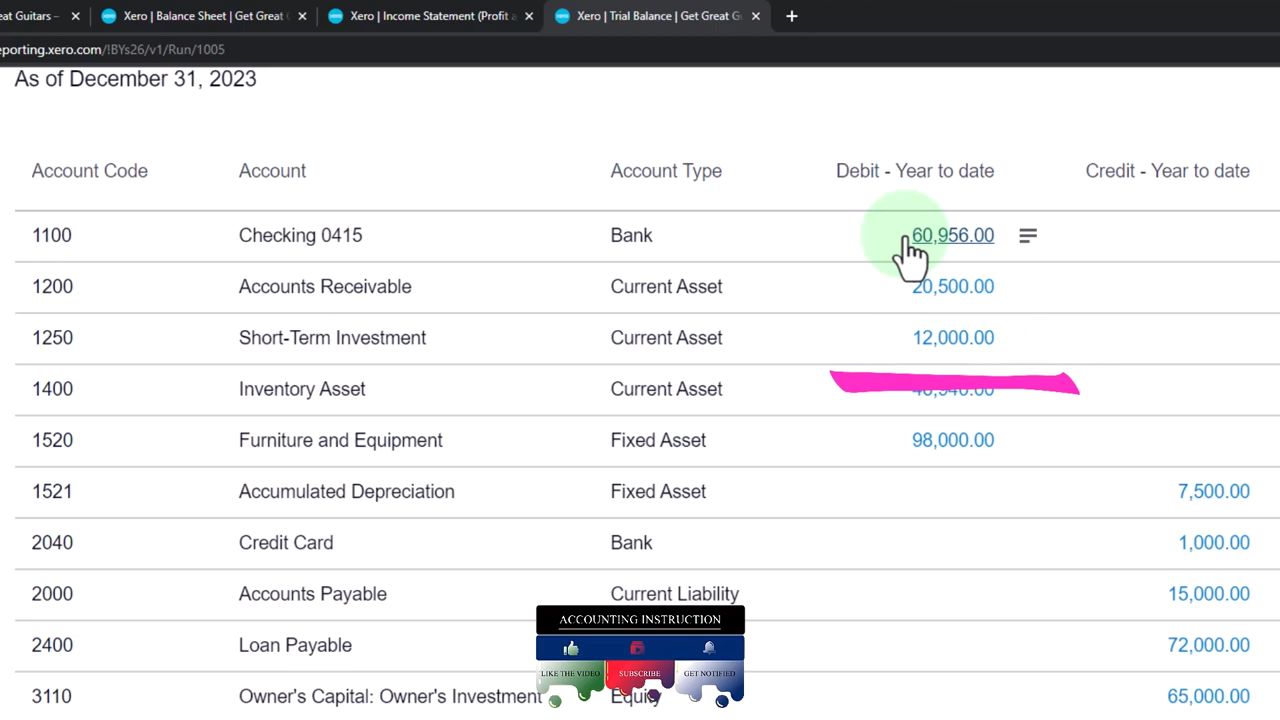 eat Guitars –
Xero | Balance Sheet | Get Great
Xero | Income Statement (Profit a
Xero | Trial Balance | Get Great Gu
eporting.xero.com/!BYs26/v1/Run/1005
As of December 31, 2023
Account Code Account Account Type Debit - Year to date Credit - Year to date
1100 Checking 0415 Bank 60,956.00
1200 Accounts Receivable Current Asset 20,500.00
1250 Short-Term Investment Current Asset 12,000.00
1400 Inventory Asset Current Asset
1520 Furniture and Equipment Fixed Asset 98,000.00
1521 Accumulated Depreciation Fixed Asset 7,500.00
2040 Credit Card Bank 1,000.00
2000 Accounts Payable Current Liability 15,000.00
2400 Loan Payable 72,000.00
3110 Owner's Capital: Owner's Investment Equity 65,000.00
ACCOUNTING INSTRUCTION
LIKE THE VIDEO SUBSCRIBE GET NOTIFIED